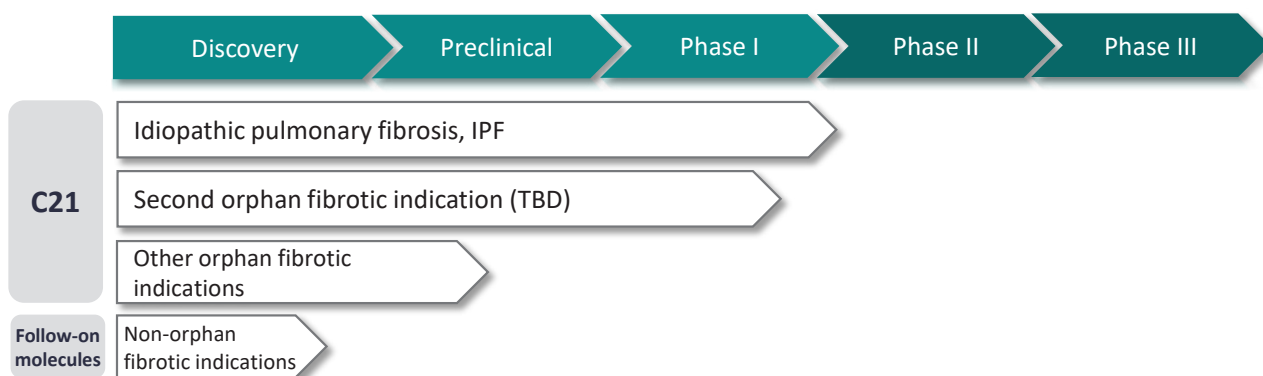 Discovery Preclinical Phase I Phase II Phase III
C21
Idiopathic pulmonary fibrosis, IPF
Second orphan fibrotic indication (TBD)
Other orphan fibrotic
indications
Follow-on
molecules
Non-orphan
fibrotic indications